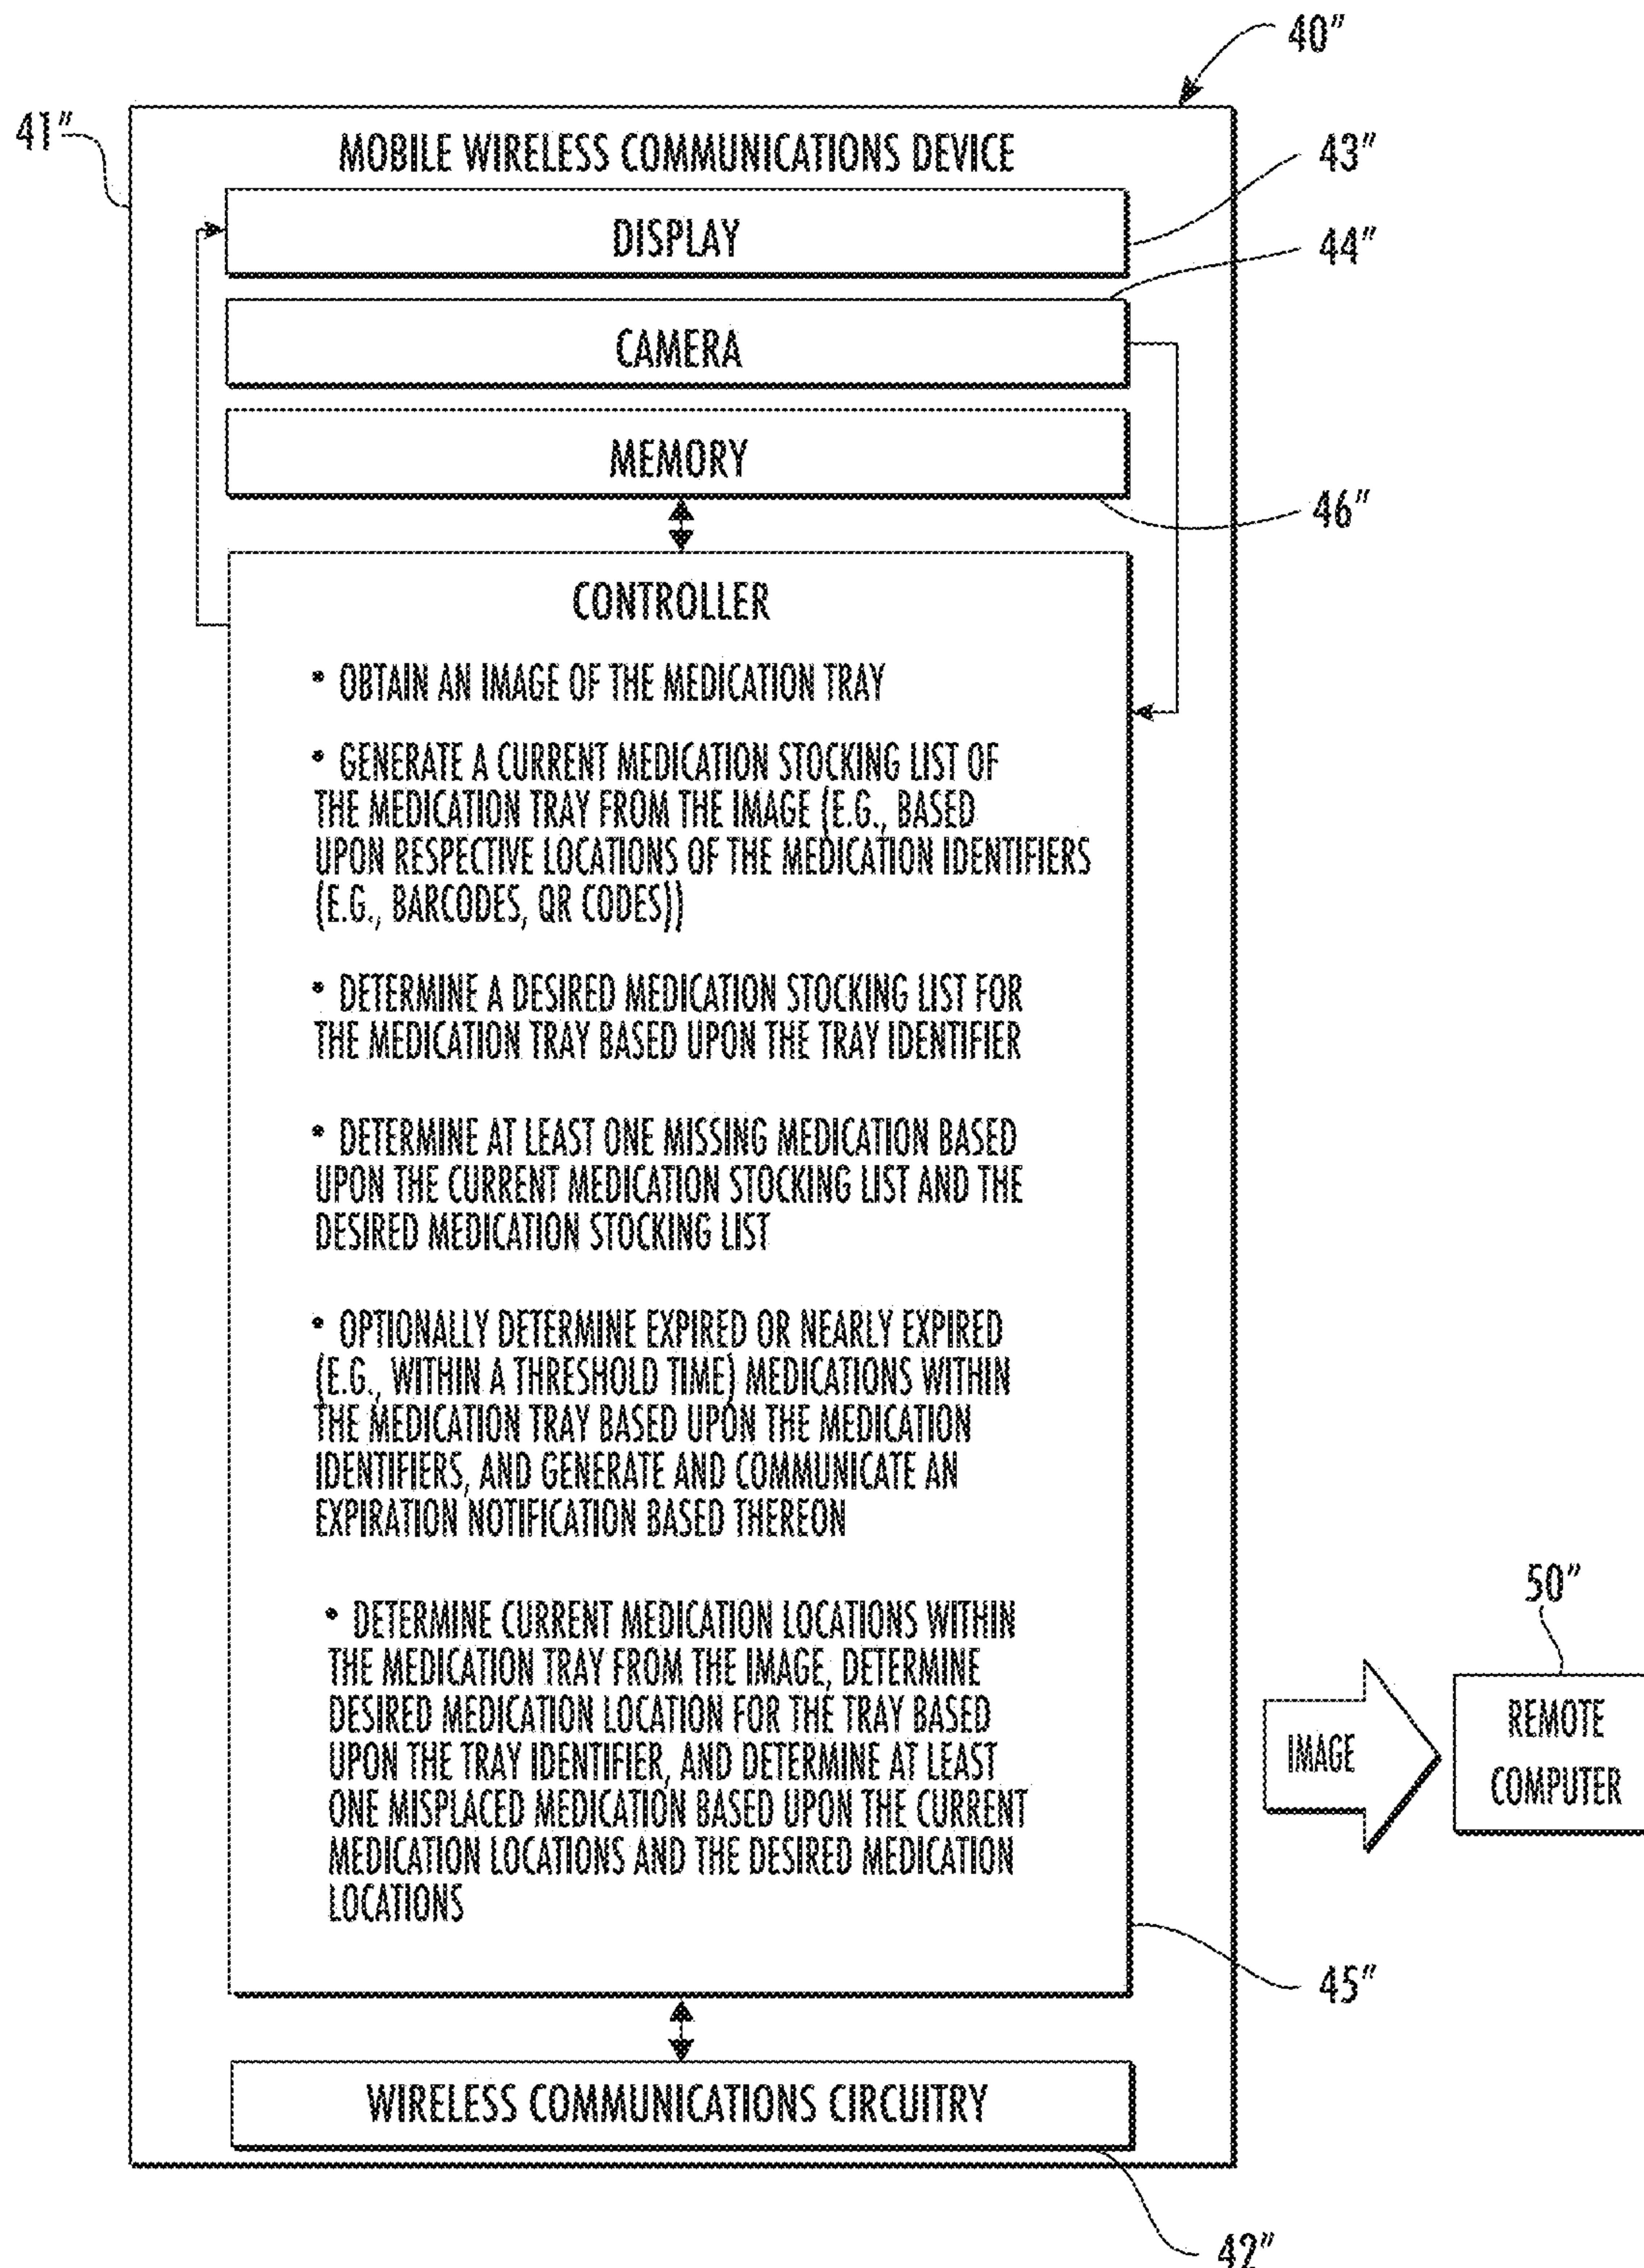 40"
41"
MOBILE WIRELESS COMMUNICATIONS DEVICE
43"
DISPLAY
44"
CAMERA
MEMORY
46"
CONTROLLER
• OBTAIN AN IMAGE OF THE MEDICATION TRAY
• GENERATE A CURRENT MEDICATION STOCKING LIST OF
THE MEDICATION TRAY FROM THE IMAGE (E.G., BASED
UPON RESPECTIVE LOCATIONS OF THE MEDICATION IDENTIFIERS
(E.G., BARCODES, QR CODES))
• DETERMINE A DESIRED MEDICATION STOCKING LIST FOR
THE MEDICATION TRAY BASED UPON THE TRAY IDENTIFIER
• DETERMINE AT LEAST ONE MISSING MEDICATION BASED
UPON THE CURRENT MEDICATION STOCKING LIST AND THE
DESIRED MEDICATION STOCKING LIST
• OPTIONALLY DETERMINE EXPIRED OR NEARLY EXPIRED
(E.G., WITHIN A THRESHOLD TIME) MEDICATIONS WITHIN
THE MEDICATION TRAY BASED UPON THE MEDICATION
IDENTIFIERS, AND GENERATE AND COMMUNICATE AN
EXPIRATION NOTIFICATION BASED THEREON
• DETERMINE CURRENT MEDICATION LOCATIONS WITHIN
THE MEDICATION TRAY FROM THE IMAGE, DETERMINE
DESIRED MEDICATION LOCATION FOR THE TRAY BASED
UPON THE TRAY IDENTIFIER, AND DETERMINE AT LEAST
ONE MISPLACED MEDICATION BASED UPON THE CURRENT
MEDICATION LOCATIONS AND THE DESIRED MEDICATION
LOCATIONS
50"
IMAGE
REMOTE
COMPUTER
45"
WIRELESS COMMUNICATIONS CIRCUITRY
42"